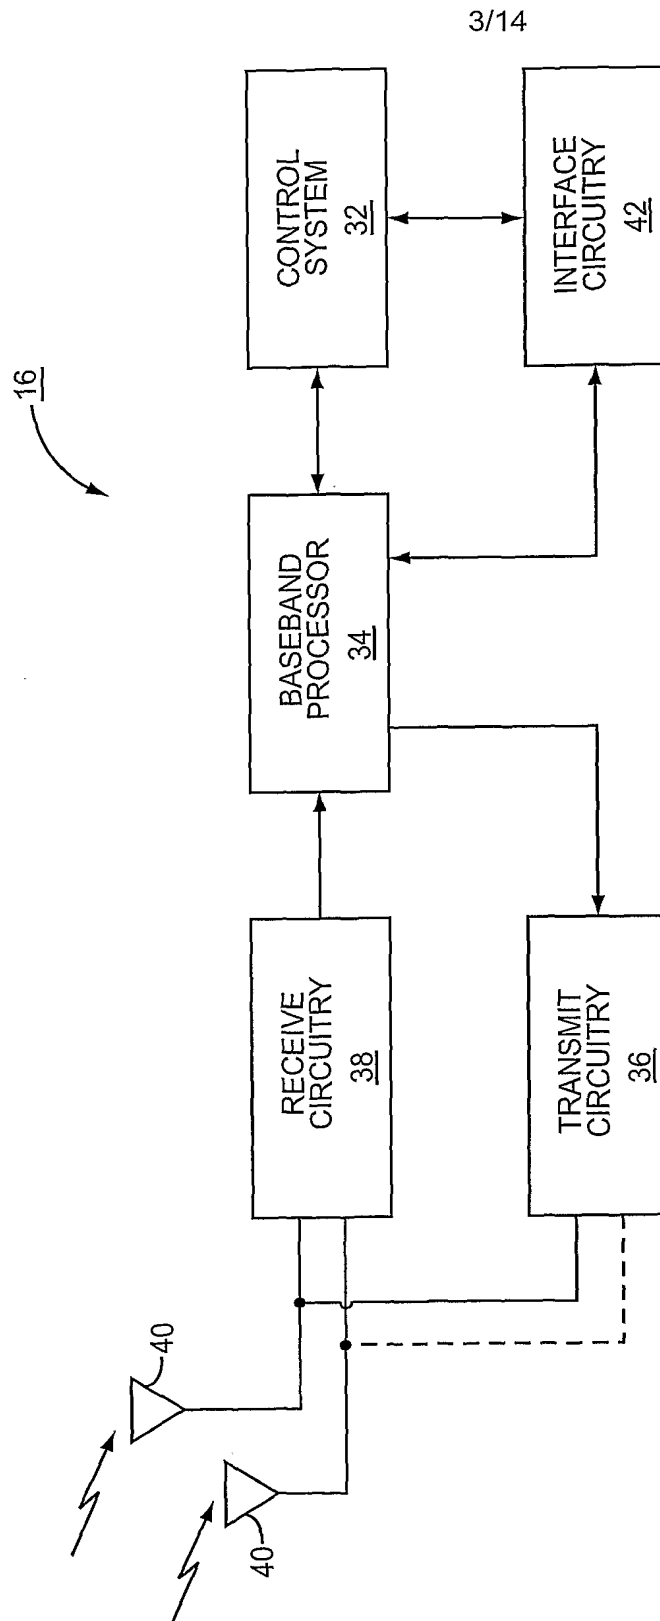 3/14
16
CONTROL
SYSTEM
32
INTERFACE
CIRCUITRY
42
BASEBAND
PROCESSOR
34
RECEIVE
CIRCUITRY
38
TRANSMIT
CIRCUITRY
36
40
40